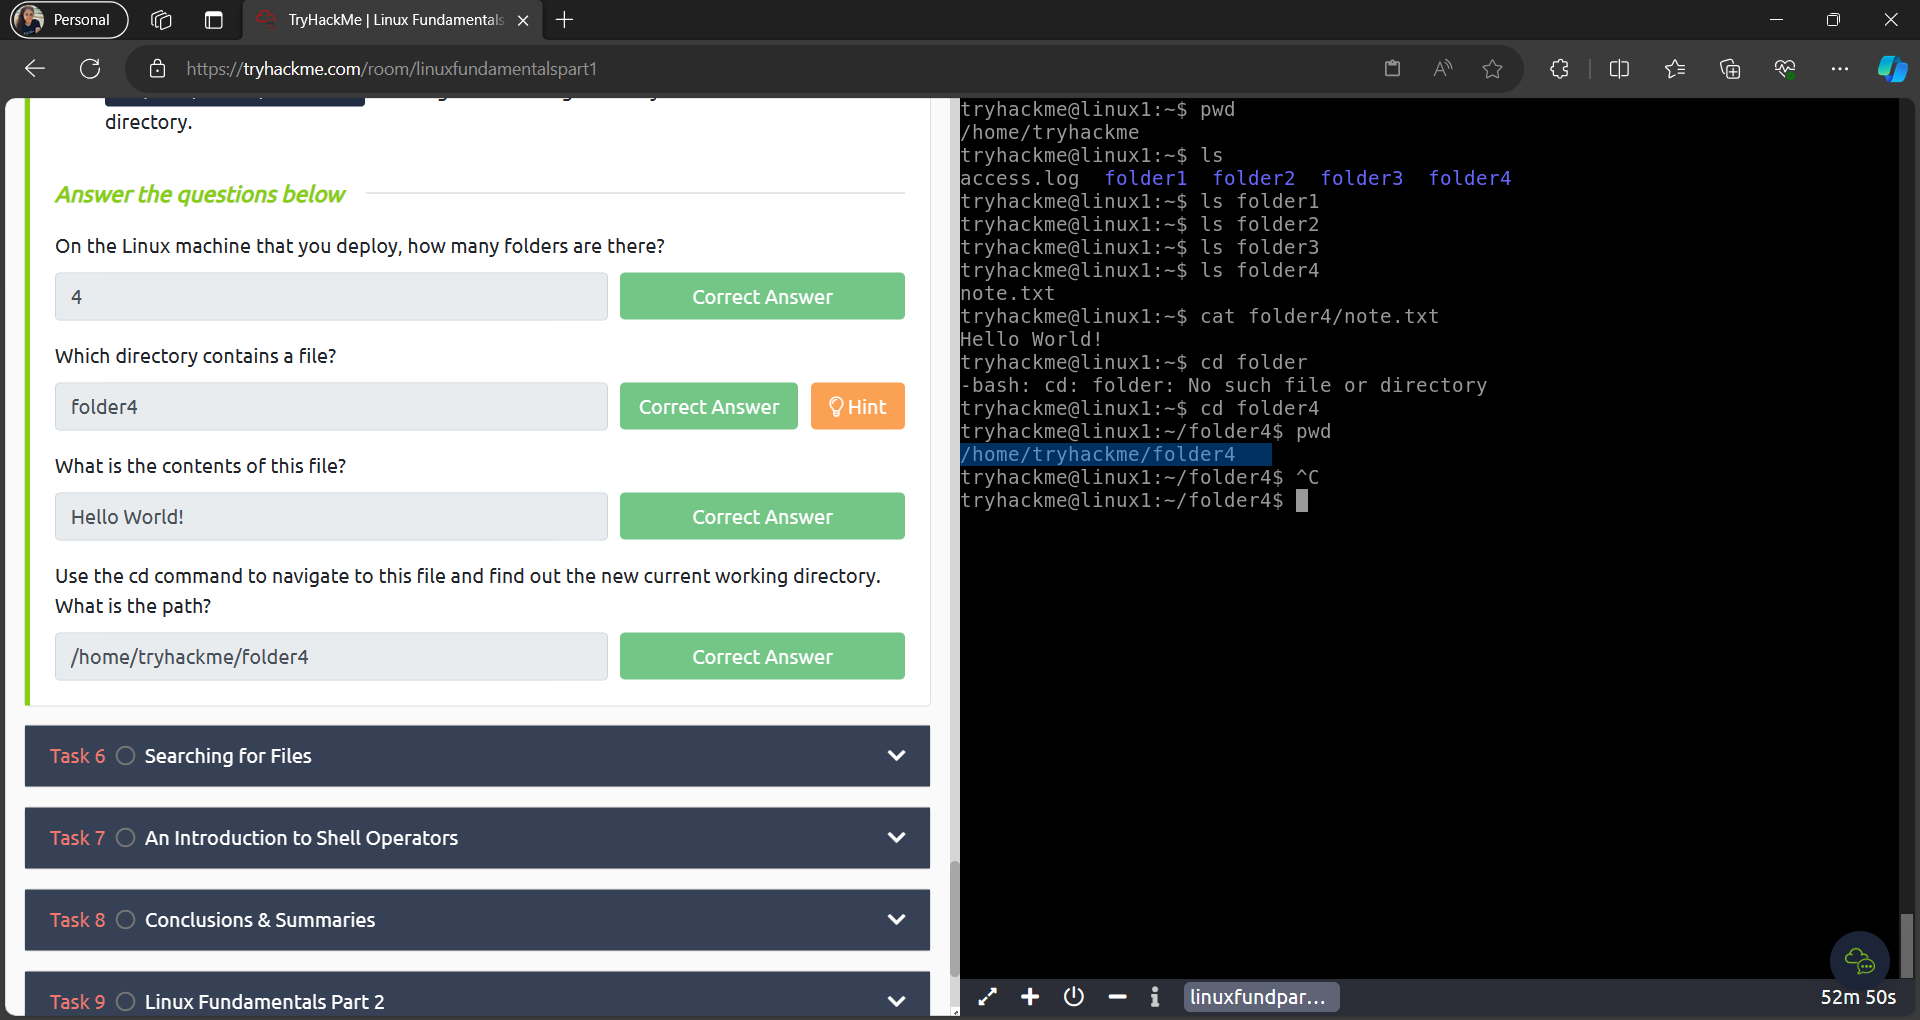 Personal
TryHackMe | Linux Fundamentals
https://tryhackme.com/room/linuxfundamentalspart1
directory.
Answer the questions below
On the Linux machine that you deploy, how many folders are there?
4
Correct Answer
Which directory contains a file?
folder4
Correct Answer
Hint
What is the contents of this file?
Hello World!
Correct Answer
Use the cd command to navigate to this file and find out the new current working directory.
What is the path?
/home/tryhackme/folder4
Correct Answer
Task 6 Searching for Files
Task 7 An Introduction to Shell Operators
Task 8 Conclusions & Summaries
Task 9 Linux Fundamentals Part 2
tryhackme@linux1:~$ pwd
/home/tryhackme
tryhackme@linux1:~$ ls
access.log folder1 folder2 folder3 folder4
tryhackme@linux1:~$ ls folder1
tryhackme@linux1:~$ ls folder2
tryhackme@linux1:~$ ls folder3
tryhackme@linux1:~$ ls folder4
note.txt
tryhackme@linux1:~$ cat folder4/note.txt
Hello World!
tryhackme@linux1:~$ cd folder
-bash: cd: folder: No such file or directory
tryhackme@linux1:~$ cd folder4
tryhackme@linux1:~/folder4$ pwd
/home/tryhackme/folder4
tryhackme@linux1:~/folder4$ ^C
tryhackme@linux1:~/folder4$
linuxfundpar...
52m 50s